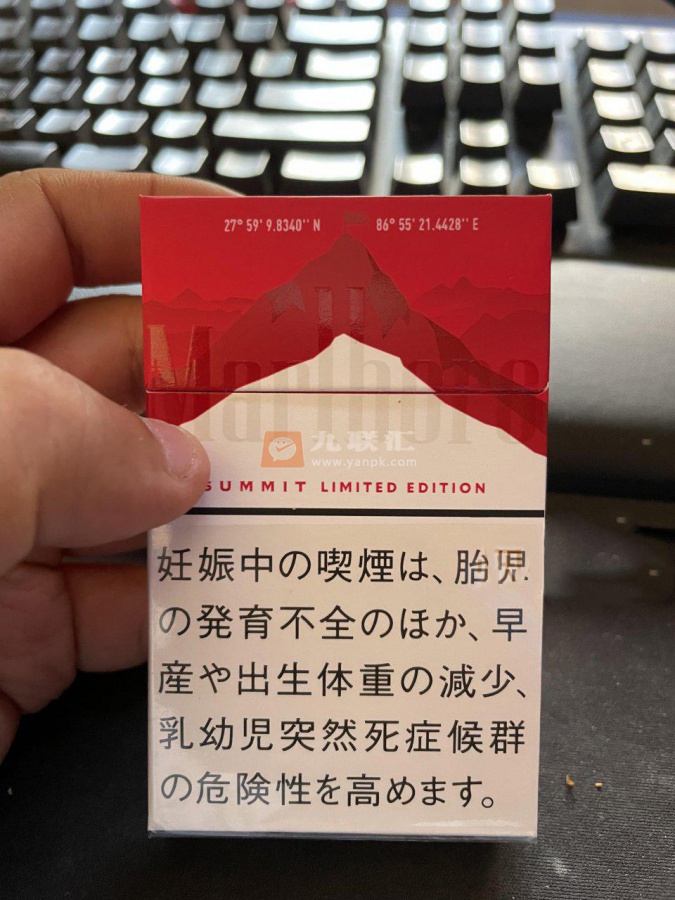 27° 59' 9.8340'' N 86° 55' 21.4428'' E
Marlboro
九联汇
www.yanpk.com
SUMMIT LIMITED EDITION
妊娠中の喫煙は、胎児
の発育不全のほか、早
産や出生体重の減少、
乳幼児突然死症候群
の危険性を高めます。